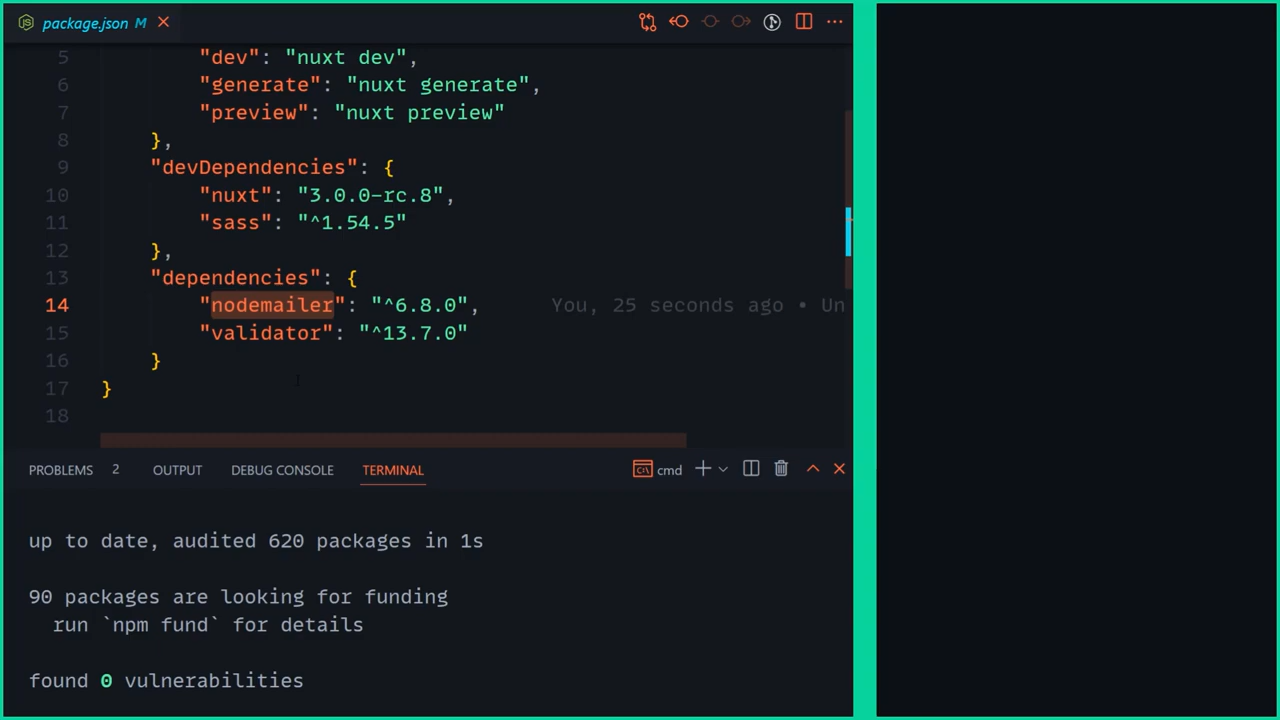 package.json M
5 "dev": "nuxt dev",
6 "generate": "nuxt generate",
7 "preview": "nuxt preview"
8 },
9 "devDependencies": {
10 "nuxt": "3.0.0-rc.8",
11 "sass": "^1.54.5"
12 },
13 "dependencies": {
14 "nodemailer": "^6.8.0", You, 25 seconds ago • Un
15 "validator": "^13.7.0"
16 }
17 }
18
PROBLEMS 2 OUTPUT DEBUG CONSOLE TERMINAL cmd
up to date, audited 620 packages in 1s
90 packages are looking for funding
run `npm fund` for details
found 0 vulnerabilities